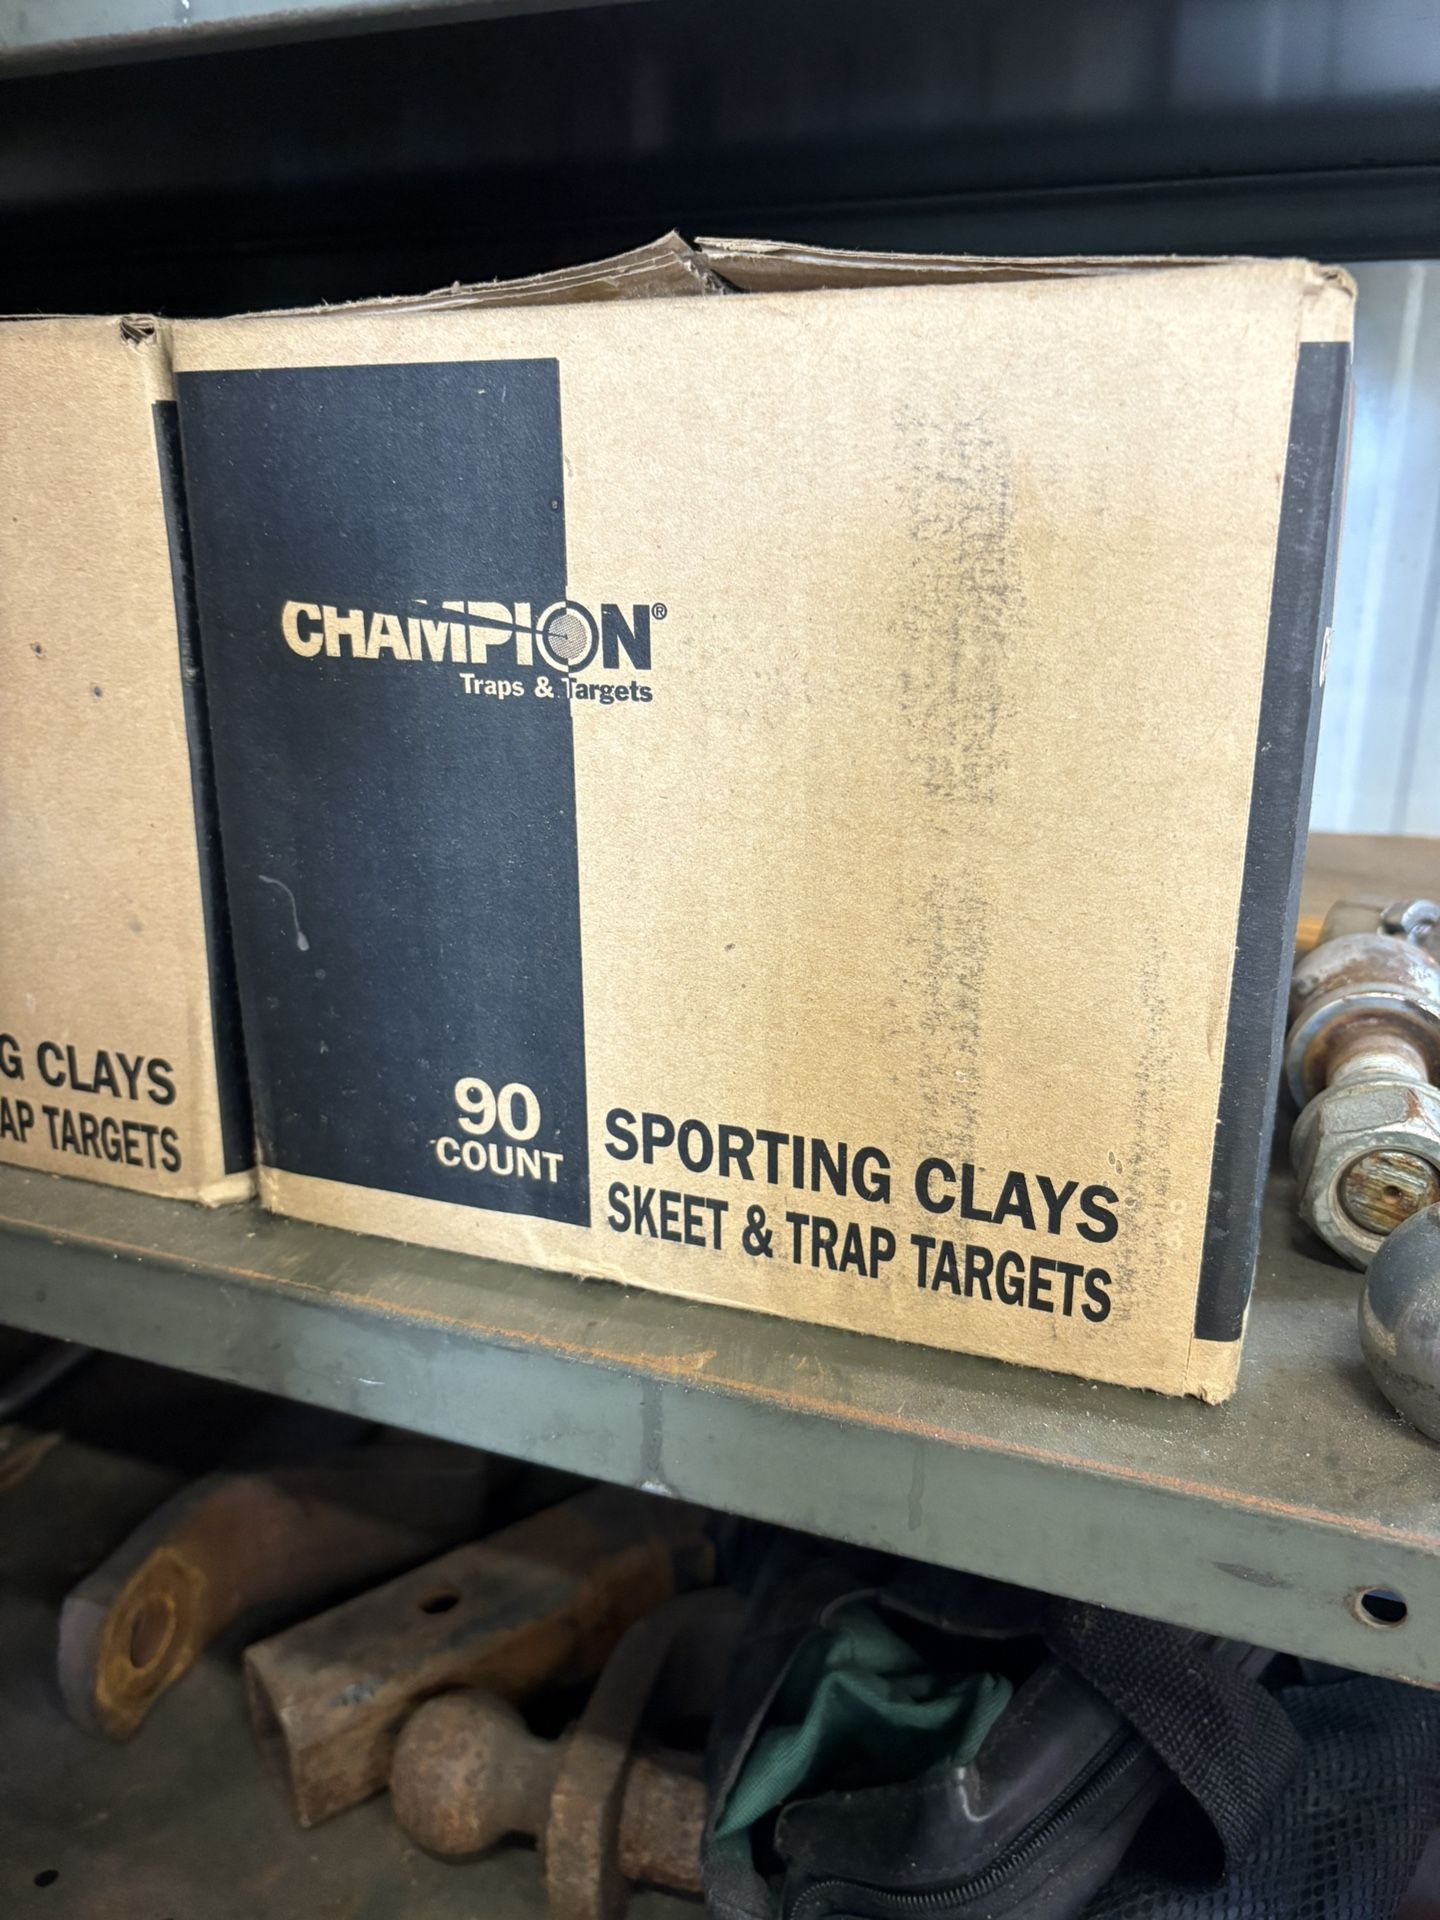 CHAMPION®
Traps & Targets
90
COUNT
SPORTING CLAYS
SKEET & TRAP TARGETS
G CLAYS
AP TARGETS